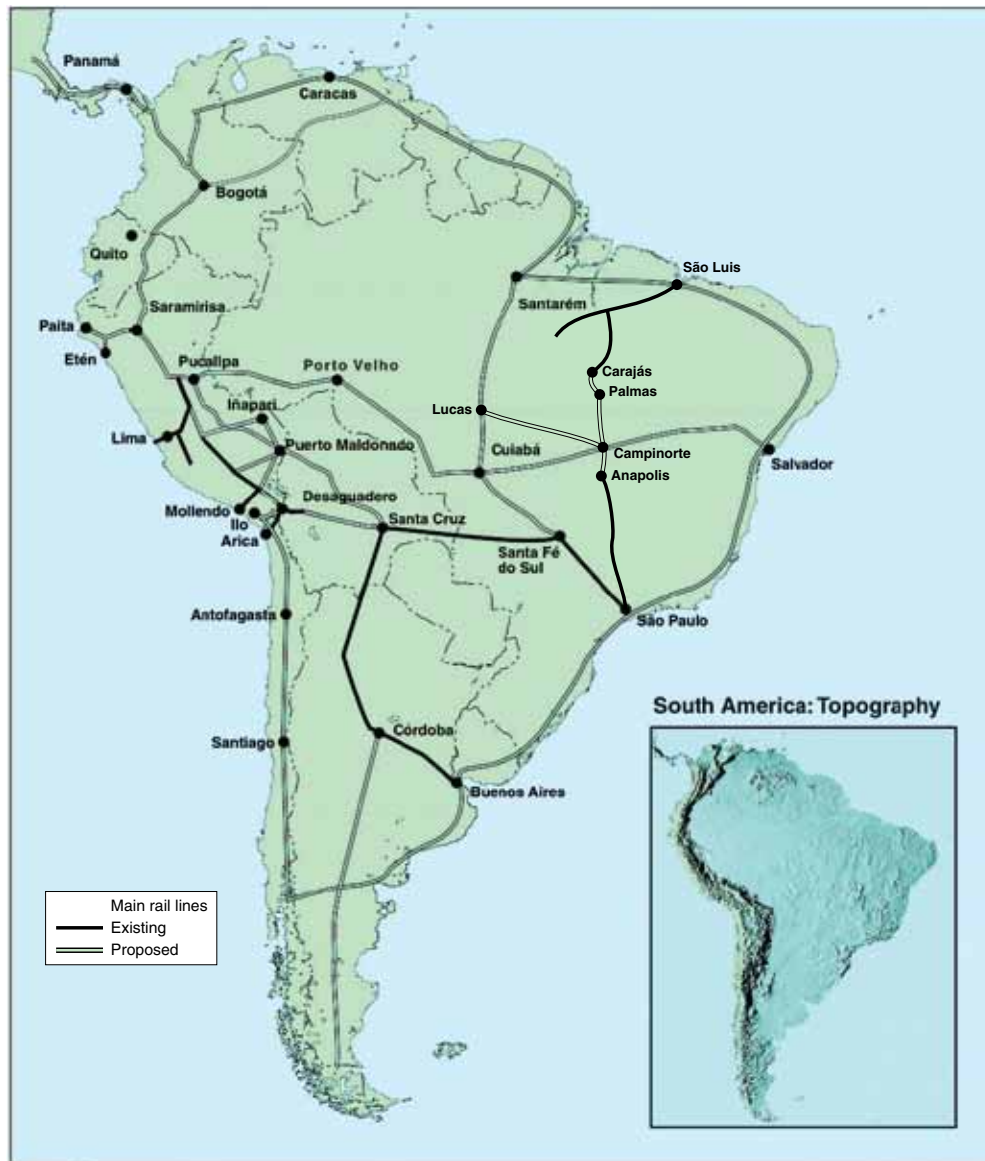 Panamá
Caracas
Bogotá
Quito
São Luis
Santarém
Saramirisa
Paita
Etén
Pucallpa
Porto Velho
Carajás
Palmas
Iñapari
Lucas
Lima
Puerto Maldonado
Cuiabá
Campinorte
Salvador
Anapolis
Desaguadero
Mollendo
Ilo
Santa Cruz
Arica
Santa Fé
do Sul
Antofagasta
São Paulo
South America: Topography
Santiago
Córdoba
Buenos Aires
Main rail lines
Existing
Proposed